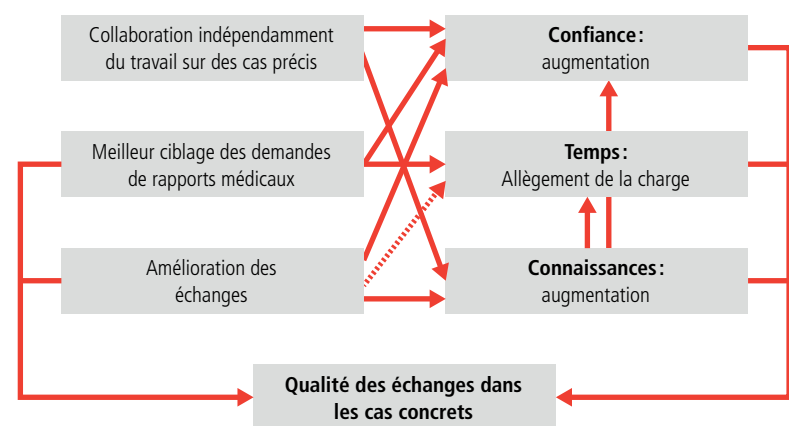 Collaboration indépendamment
du travail sur des cas précis
Confiance :
augmentation
Meilleur ciblage des demandes
de rapports médicaux
Temps :
Allègement de la charge
Amélioration des
échanges
Connaissances :
augmentation
Qualité des échanges dans
les cas concrets